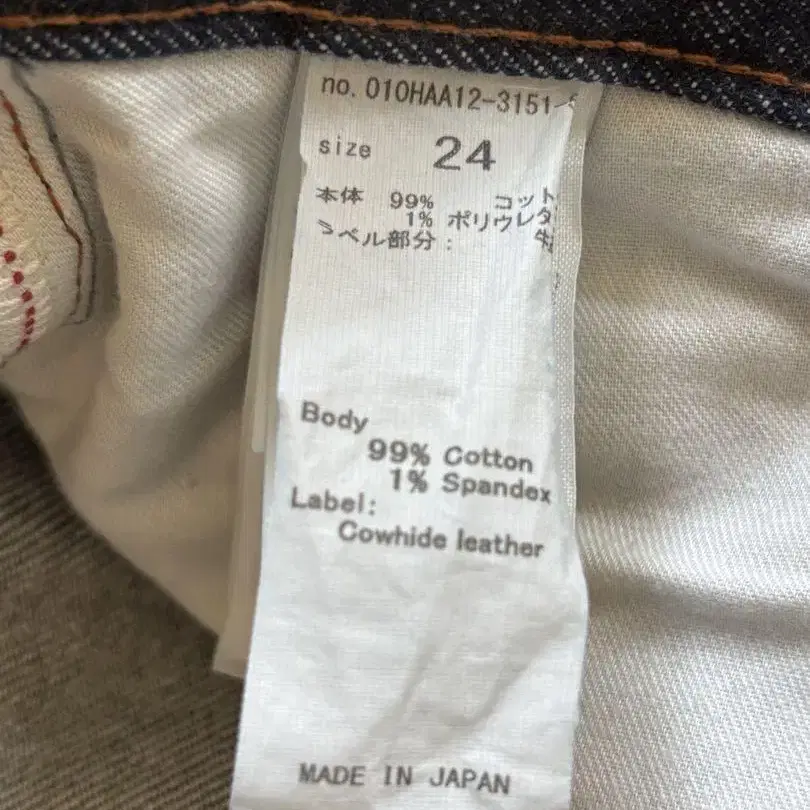 no. 010HAA12-3151-
size 24
本体 99% コット
1% ポリウレタ
ラベル部分：
Body
99% Cotton
1% Spandex
Label:
Cowhide leather
MADE IN JAPAN